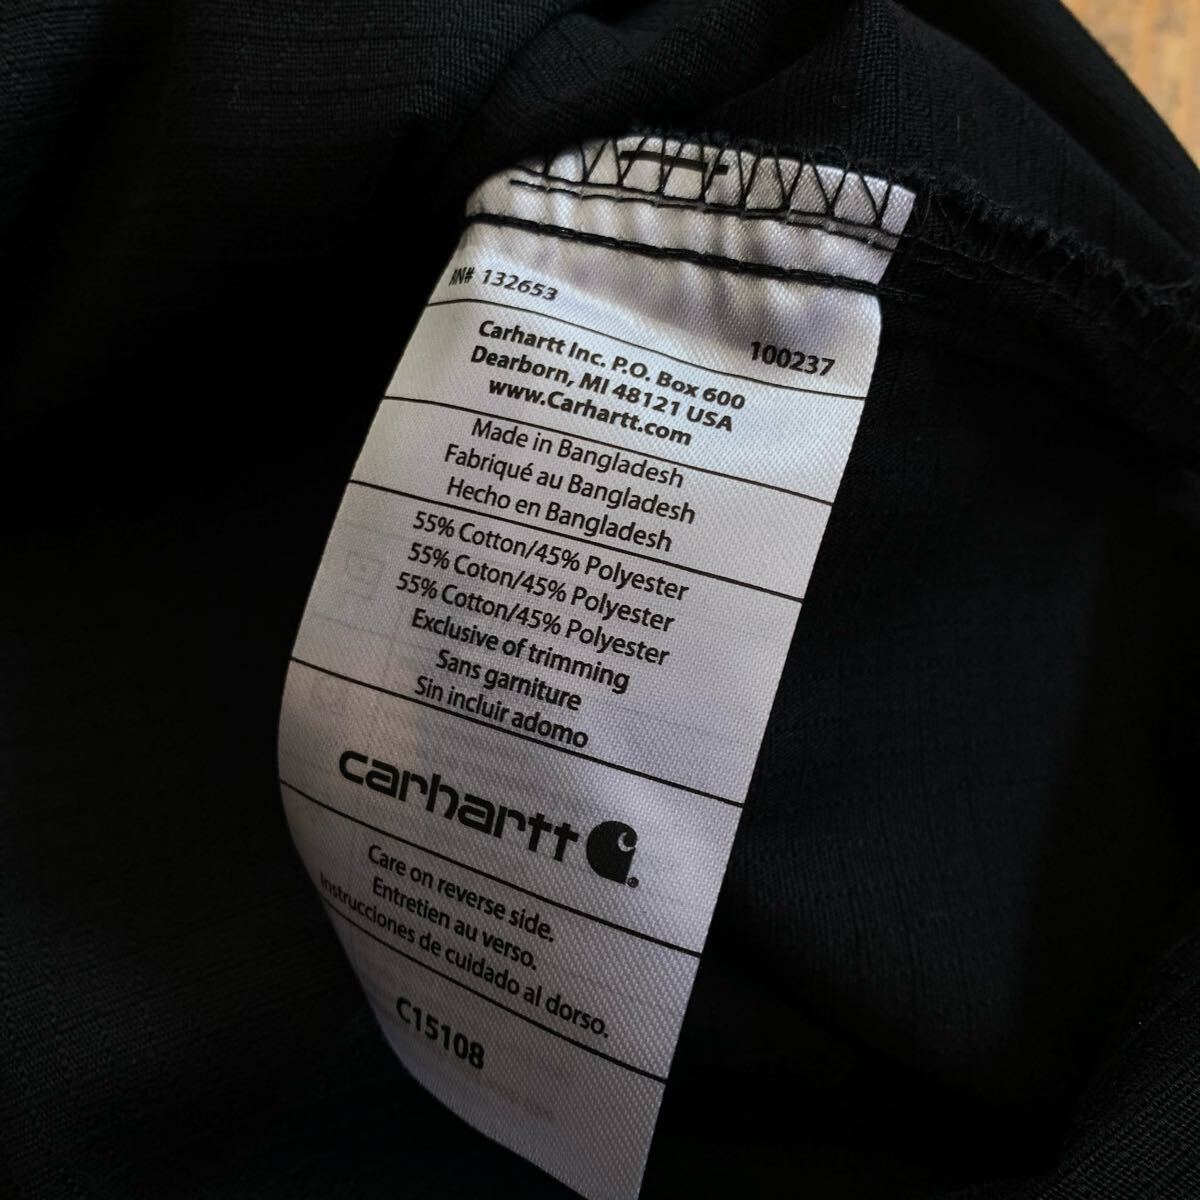 RN# 132653
100237
Carhartt Inc. P.O. Box 600
Dearborn, MI 48121 USA
www.Carhartt.com
Made in Bangladesh
Fabriqué au Bangladesh
Hecho en Bangladesh
55% Cotton/45% Polyester
55% Coton/45% Polyester
55% Cotton/45% Polyester
Exclusive of trimming
Sans garniture
Sin incluir adomo
carhartt
Care on reverse side.
Entretien au verso.
Instrucciones de cuidado al dorso.
C15108